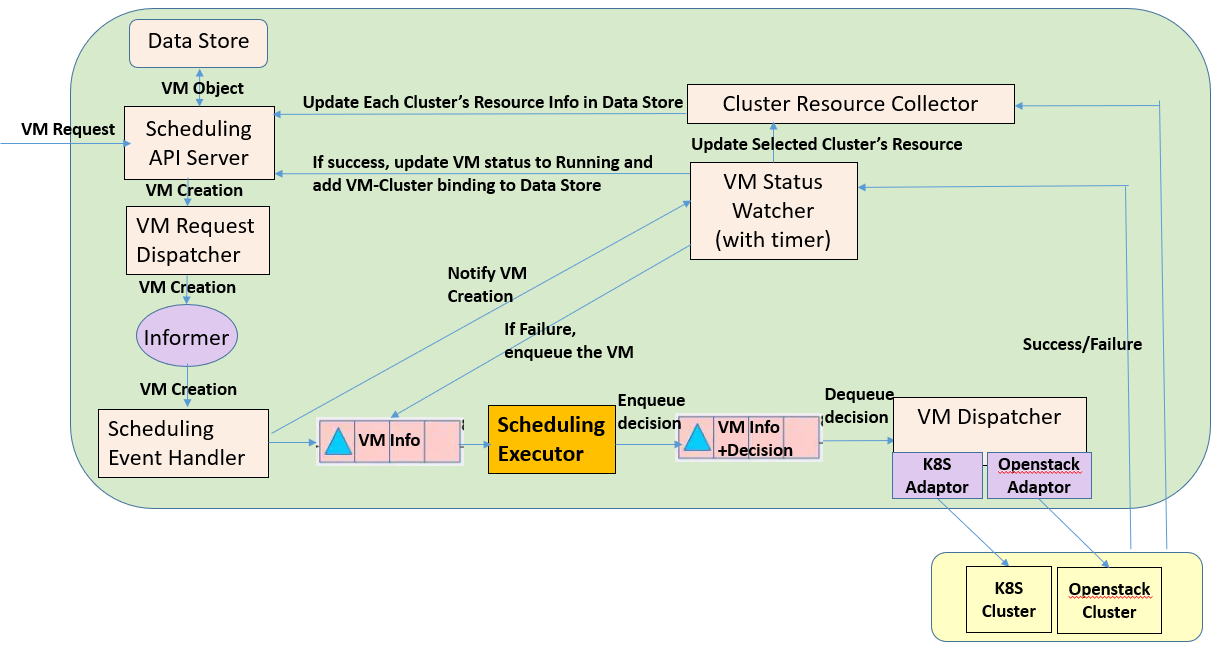 Data Store
VM Object
Update Each Cluster's Resource Info in Data Store
Cluster Resource Collector
VM Request
Scheduling
API Server
Update Selected Cluster's Resource
If success, update VM status to Running and
add VM-Cluster binding to Data Store
VM Creation
VM Status
Watcher
(with timer)
VM Request
Dispatcher
VM Creation
Notify VM
Creation
Informer
If Failure,
enqueue the VM
Success/Failure
VM Creation
Scheduling
Event Handler
VM Info
Scheduling
Executor
Enqueue
decision
VM Info
+Decision
Dequeue
decision
VM Dispatcher
K8S
Adaptor
Openstack
Adaptor
K8S
Cluster
Openstack
Cluster